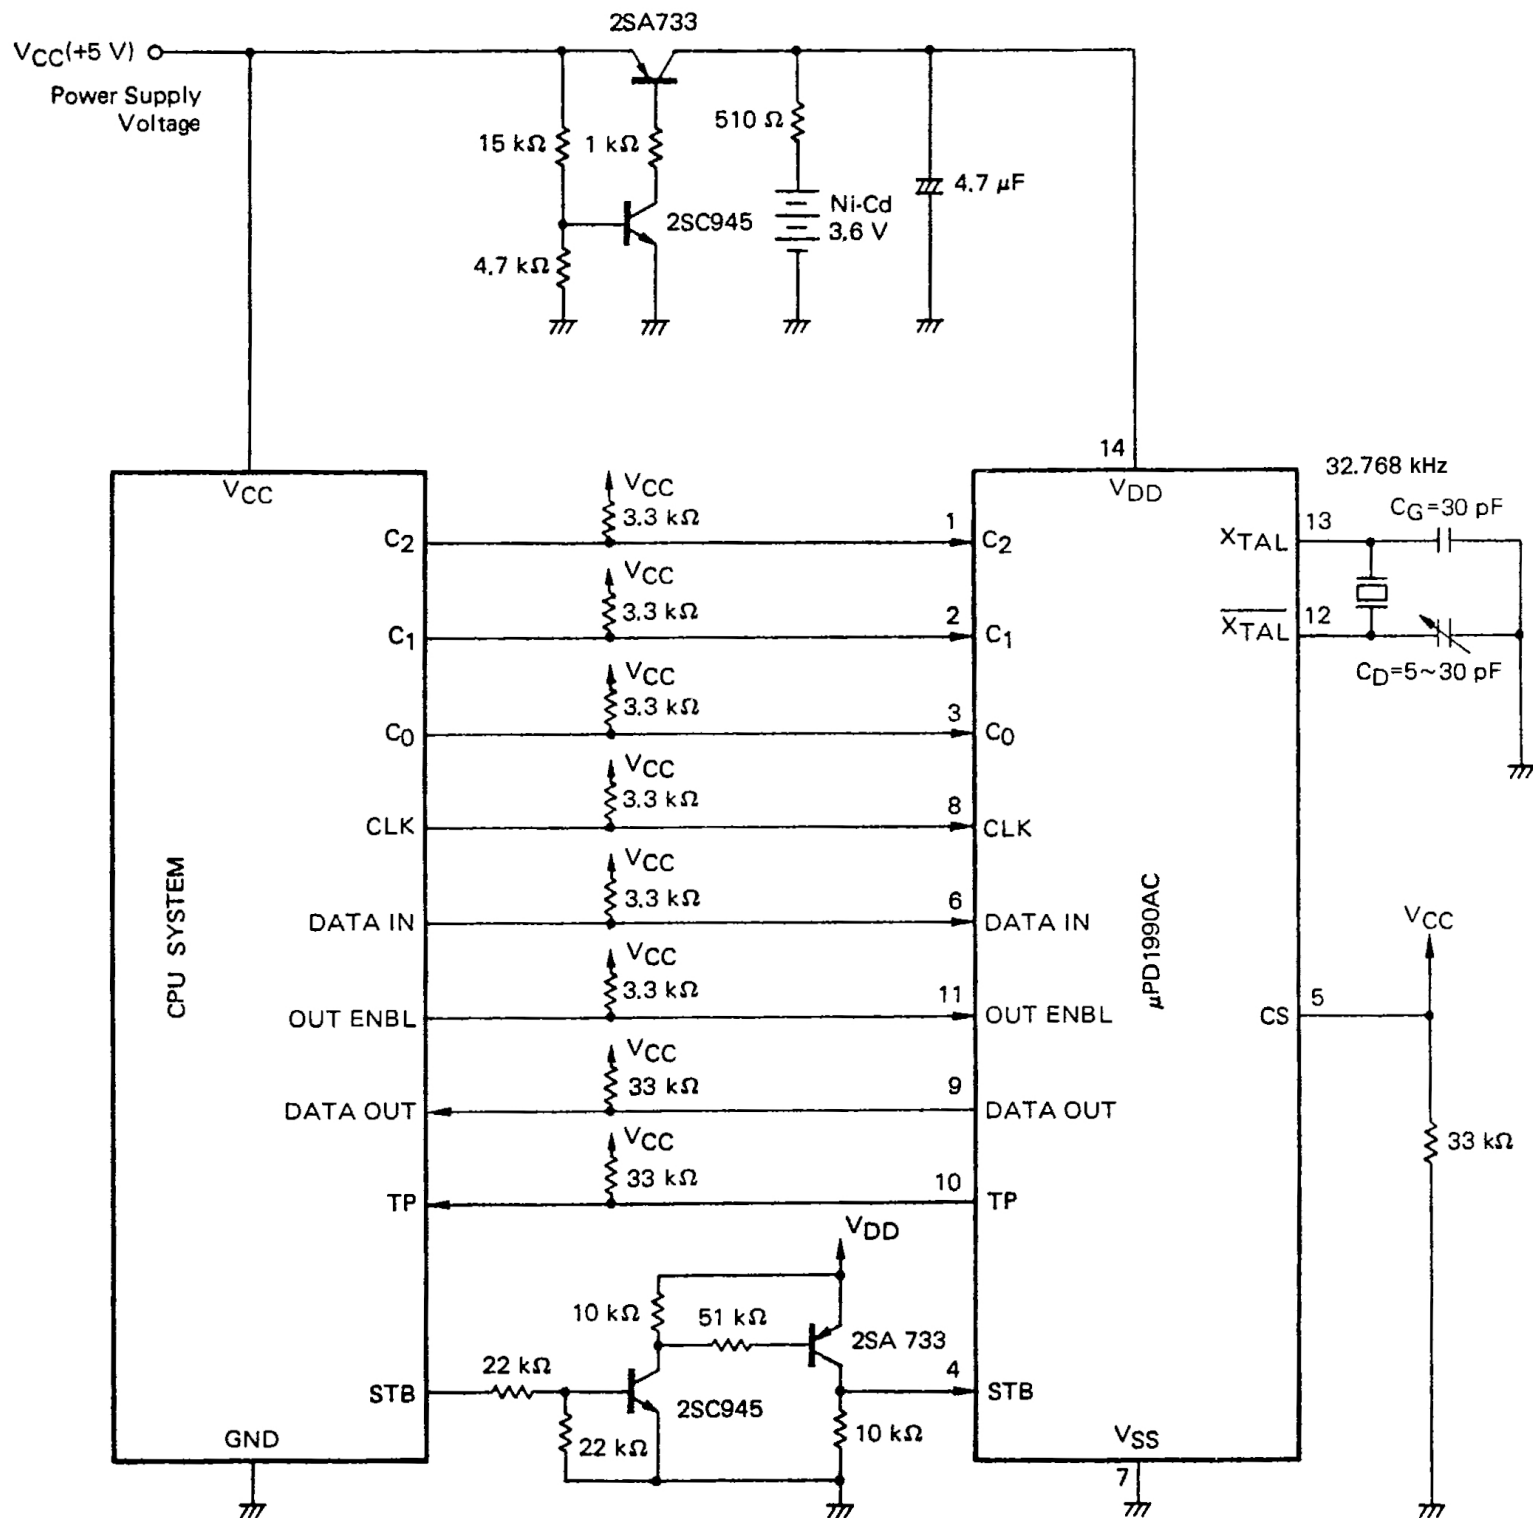 2SA733
VCC(+5 V)
Power Supply
Voltage
15 kΩ
1 kΩ
510 Ω
4.7 μF
Ni-Cd
3.6 V
2SC945
4.7 kΩ
14
32.768 kHz
VCC
VDD
VCC
3.3 kΩ
CG=30 pF
C2
1
C2
XTAL
13
VCC
3.3 kΩ
C1
2
C1
XTAL
12
CD=5~30 pF
VCC
3.3 kΩ
C0
3
C0
VCC
3.3 kΩ
CLK
8
CLK
CPU SYSTEM
μPD1990AC
VCC
3.3 kΩ
DATA IN
6
DATA IN
VCC
VCC
3.3 kΩ
OUT ENBL
11
OUT ENBL
CS
5
VCC
33 kΩ
DATA OUT
9
DATA OUT
33 kΩ
VCC
33 kΩ
TP
10
TP
VDD
10 kΩ
51 kΩ
2SA 733
22 kΩ
STB
4
STB
2SC945
22 kΩ
10 kΩ
GND
VSS
7